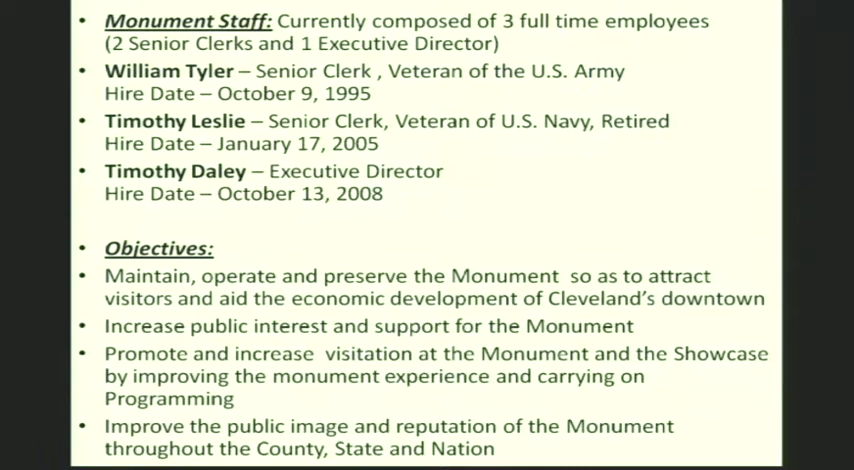 • Monument Staff: Currently composed of 3 full time employees
(2 Senior Clerks and 1 Executive Director)
• William Tyler – Senior Clerk , Veteran of the U.S. Army
Hire Date – October 9, 1995
• Timothy Leslie – Senior Clerk, Veteran of U.S. Navy, Retired
Hire Date – January 17, 2005
• Timothy Daley – Executive Director
Hire Date – October 13, 2008
• Objectives:
• Maintain, operate and preserve the Monument so as to attract
visitors and aid the economic development of Cleveland's downtown
• Increase public interest and support for the Monument
• Promote and increase visitation at the Monument and the Showcase
by improving the monument experience and carrying on
Programming
• Improve the public image and reputation of the Monument
throughout the County, State and Nation